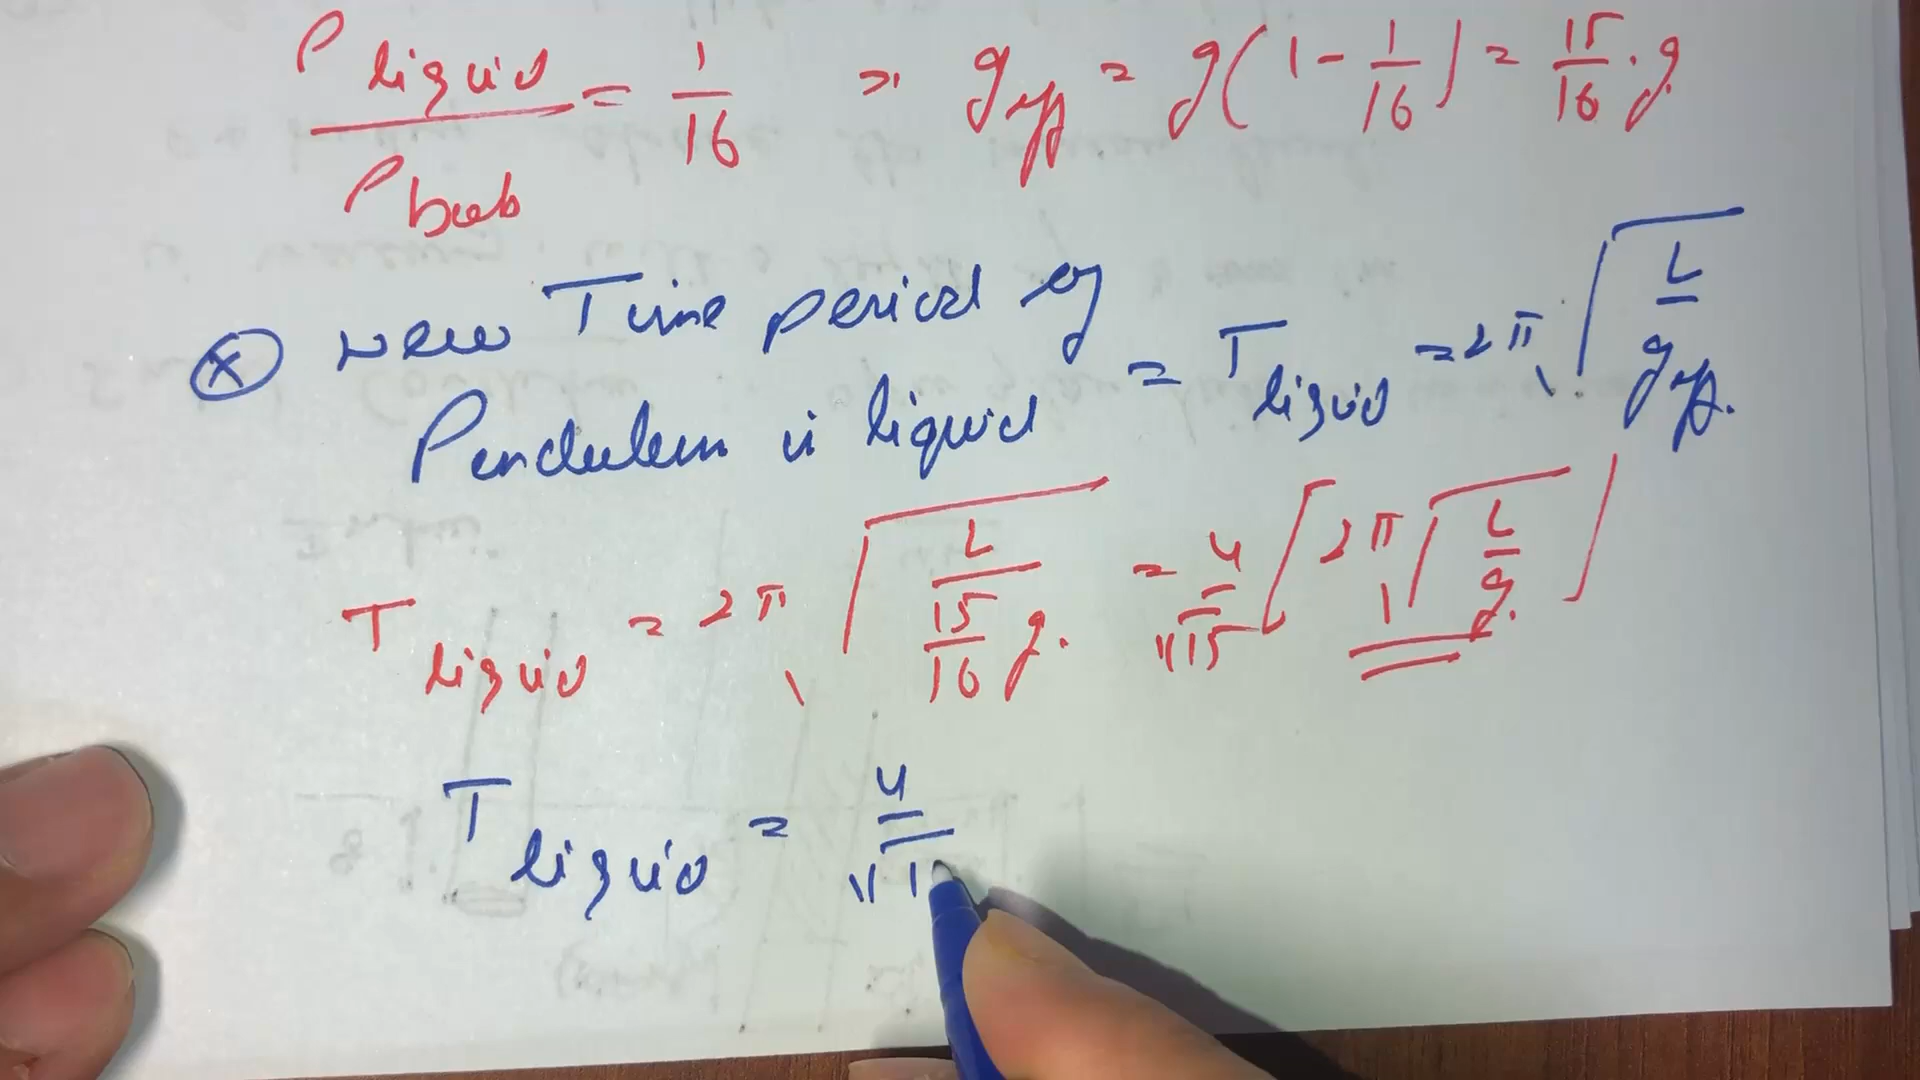 ρ liquid / ρ bob = 1/16 ⇒ g eff = g(1 - 1/16) = 15/16 . g
ⓧ New Time period of
Pendulum in liquid = T liquid = 2π √(L / g eff.)
T liquid = 2π √(L / (15/16 g.)) = 4/√15 [2π √(L/g.)]
T liquid = 4/√1